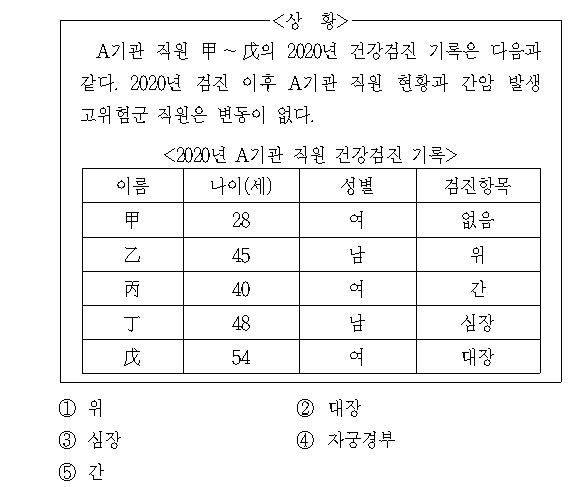 <상 황>
A기관 직원 甲~戊의 2020년 건강검진 기록은 다음과
같다. 2020년 검진 이후 A기관 직원 현황과 간암 발생
고위험군 직원은 변동이 없다.
<2020년 A기관 직원 건강검진 기록>
이름 나이(세) 성별 검진항목
甲 28 여 없음
乙 45 남 위
丙 40 여 간
丁 48 남 심장
戊 54 여 대장
① 위 ② 대장
③ 심장 ④ 자궁경부
⑤ 간